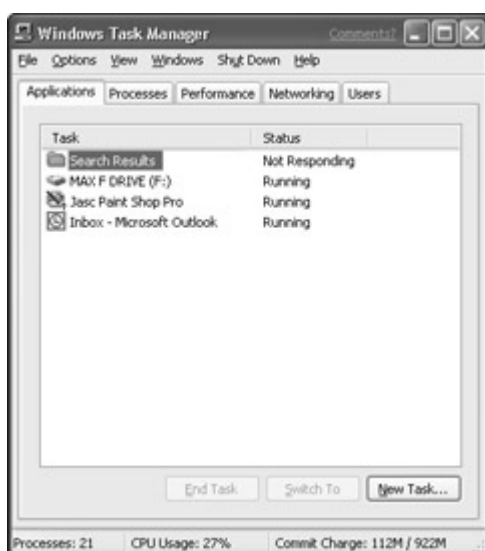 Windows Task Manager Comments?
File Options View Windows Shut Down Help
Applications Processes Performance Networking Users
Task Status
Search Results Not Responding
MAX F DRIVE (F:) Running
Jasc Paint Shop Pro Running
Inbox - Microsoft Outlook Running
End Task Switch To New Task...
Processes: 21 CPU Usage: 27% Commit Charge: 112M / 922M